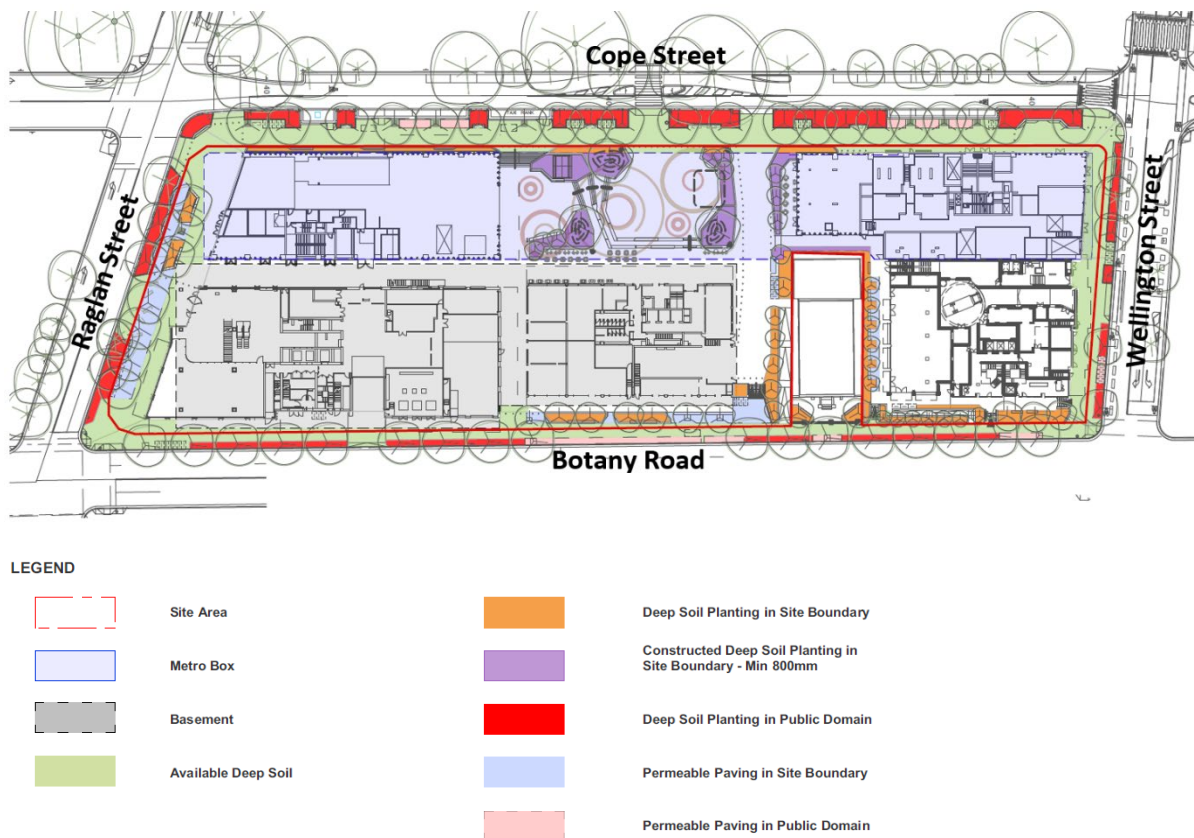 Cope Street
Raglan Street
Wellington Street
Botany Road
LEGEND
Site Area
Metro Box
Basement
Available Deep Soil
Deep Soil Planting in Site Boundary
Constructed Deep Soil Planting in
Site Boundary - Min 800mm
Deep Soil Planting in Public Domain
Permeable Paving in Site Boundary
Permeable Paving in Public Domain